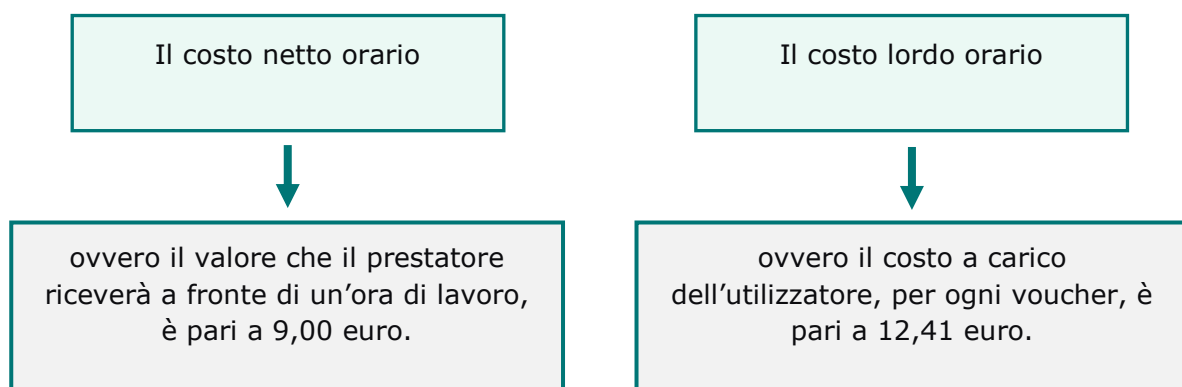 Il costo netto orario
Il costo lordo orario
ovvero il valore che il prestatore
riceverà a fronte di un’ora di lavoro,
è pari a 9,00 euro.
ovvero il costo a carico
dell’utilizzatore, per ogni voucher, è
pari a 12,41 euro.